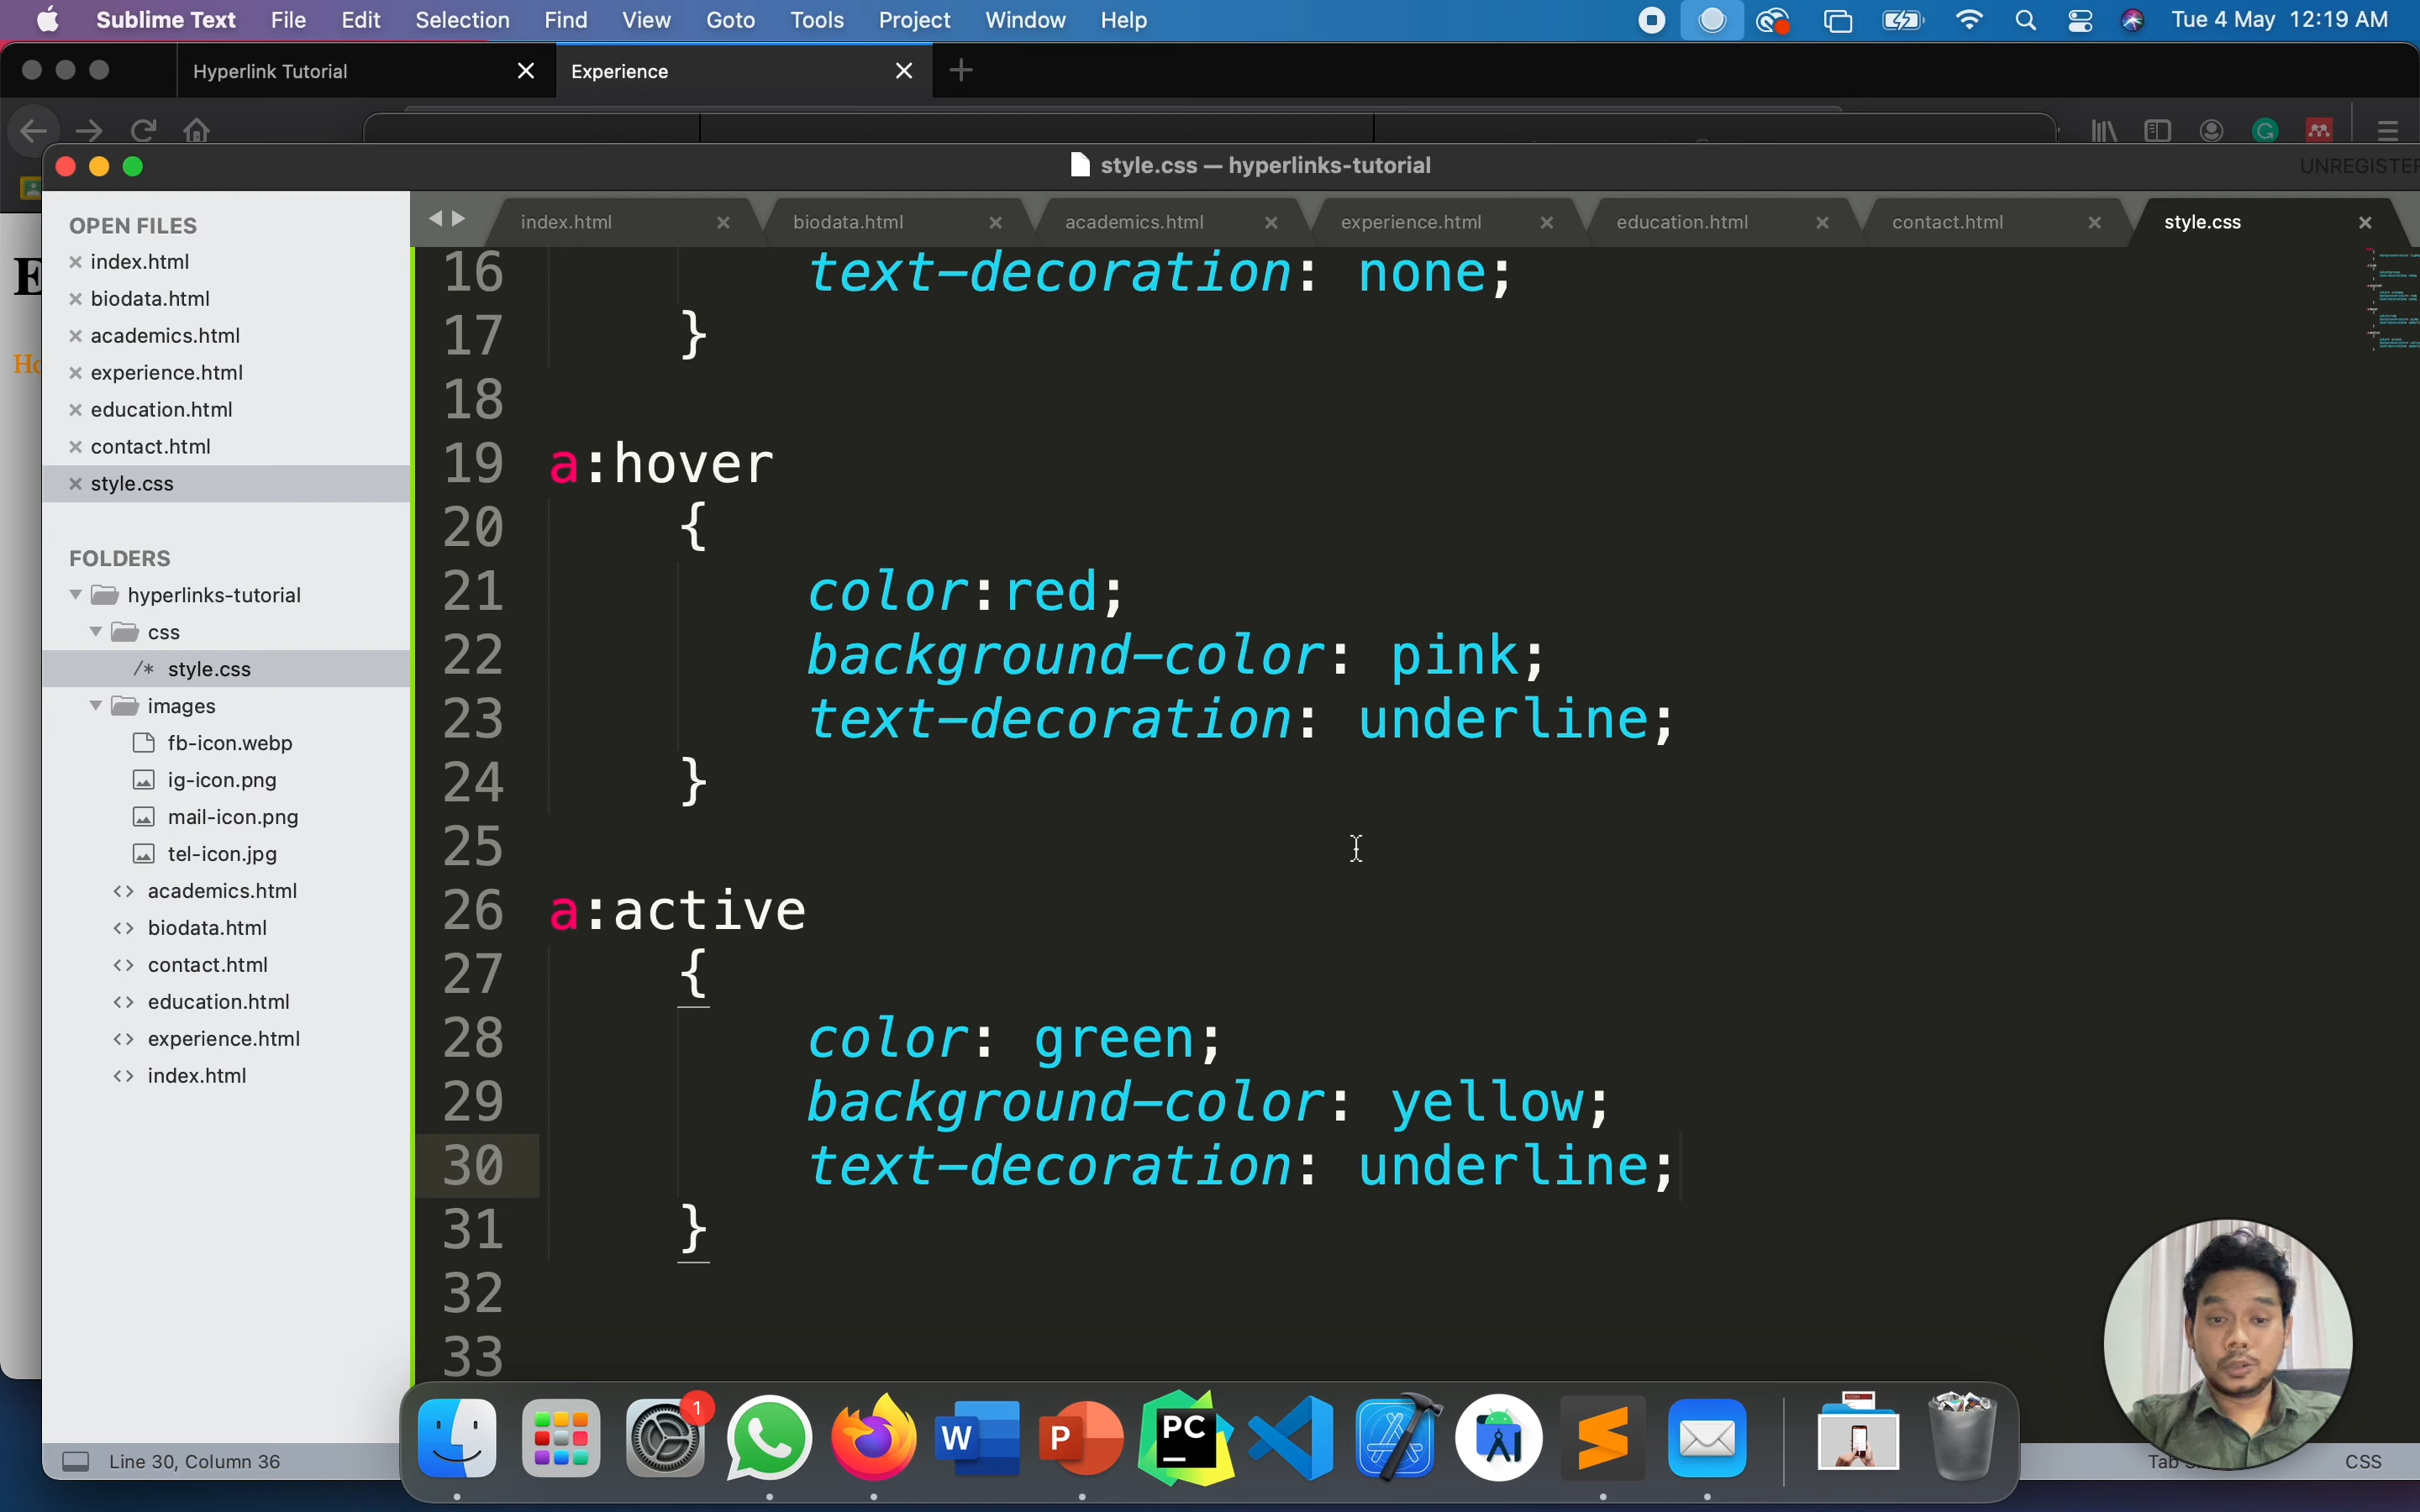 Sublime Text File Edit Selection Find View Goto Tools Project Window Help Tue 4 May 12:19 AM
Hyperlink Tutorial
Experience
style.css — hyperlinks-tutorial
OPEN FILES
index.html
biodata.html
academics.html
experience.html
education.html
contact.html
style.css
FOLDERS
hyperlinks-tutorial
css
/* style.css
images
fb-icon.webp
ig-icon.png
mail-icon.png
tel-icon.jpg
<> academics.html
<> biodata.html
<> contact.html
<> education.html
<> experience.html
<> index.html
index.html biodata.html academics.html experience.html education.html contact.html style.css
16 text-decoration: none;
17 }
18
19 a:hover
20 {
21 color:red;
22 background-color: pink;
23 text-decoration: underline;
24 }
25
26 a:active
27 {
28 color: green;
29 background-color: yellow;
30 text-decoration: underline;
31 }
32
33
1
W
P
PC
Line 30, Column 36
CSS